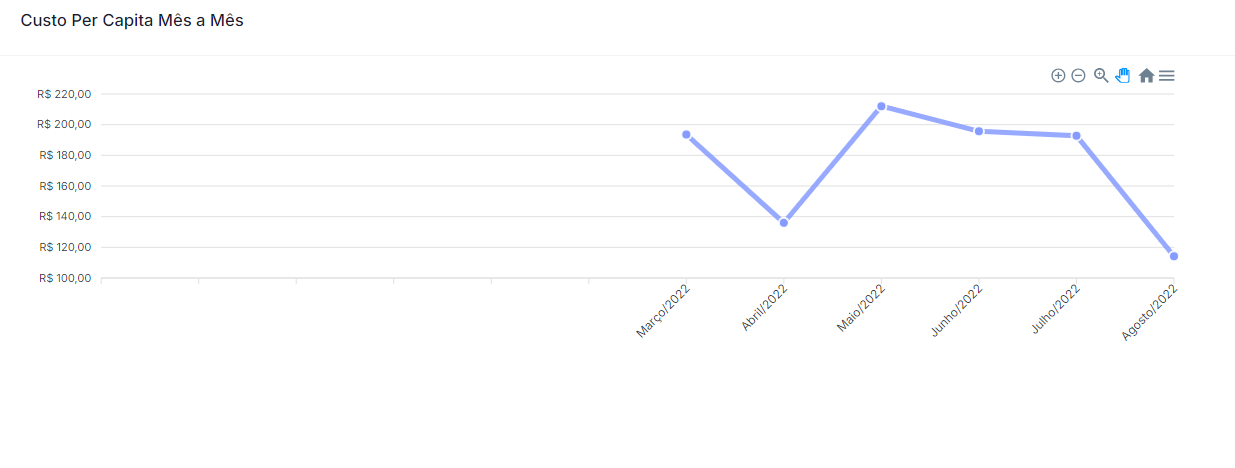 Custo Per Capita Mês a Mês
R$ 220,00
R$ 200,00
R$ 180,00
R$ 160,00
R$ 140,00
R$ 120,00
R$ 100,00
Março/2022
Abril/2022
Maio/2022
Junho/2022
Julho/2022
Agosto/2022